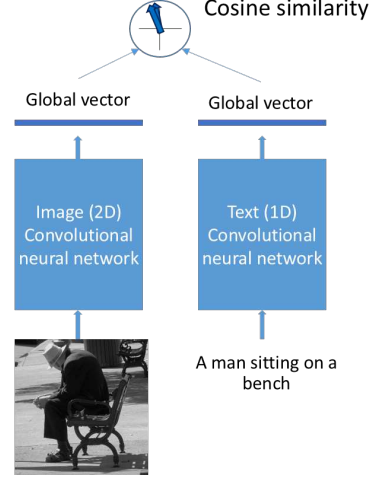 Cosine similarity
Global vector
Global vector
Image (2D)
Convolutional
neural network
Text (1D)
Convolutional
neural network
A man sitting on a
bench